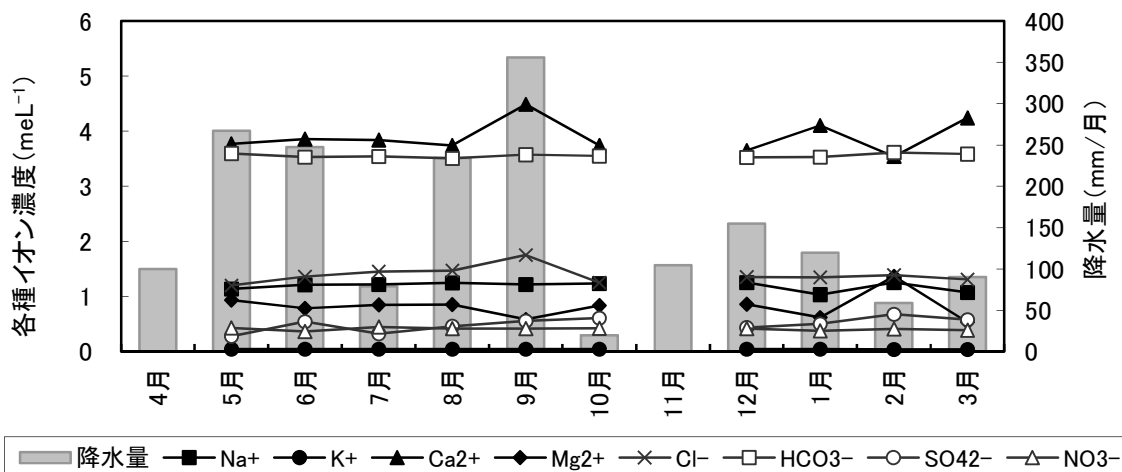 各種イオン濃度(meL⁻¹)
6
5
4
3
2
1
0
400
350
300
250
200
150
100
50
0
降水量(mm/月)
4月
5月
6月
7月
8月
9月
10月
11月
12月
1月
2月
3月
降水量 Na+ K+ Ca2+ Mg2+ Cl- HCO3- SO42- NO3-